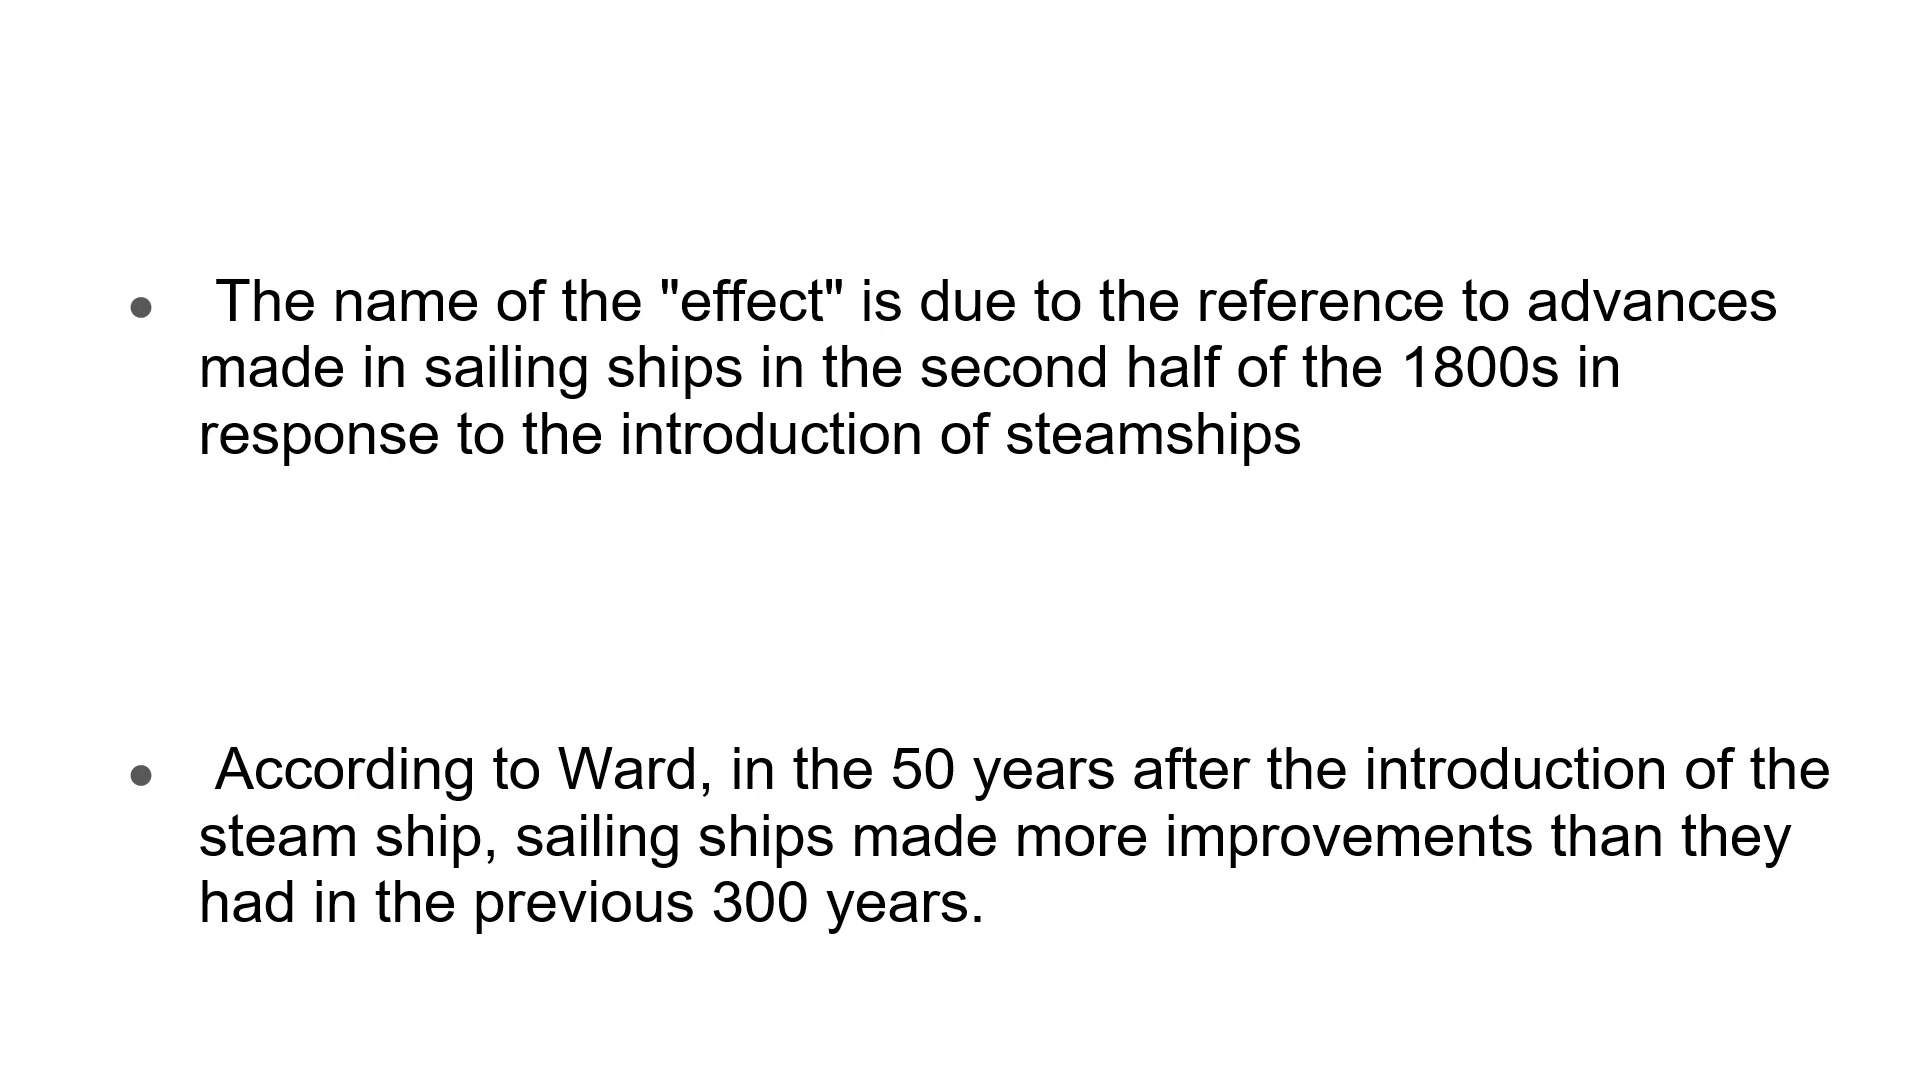 ● The name of the "effect" is due to the reference to advances
made in sailing ships in the second half of the 1800s in
response to the introduction of steamships
● According to Ward, in the 50 years after the introduction of the
steam ship, sailing ships made more improvements than they
had in the previous 300 years.